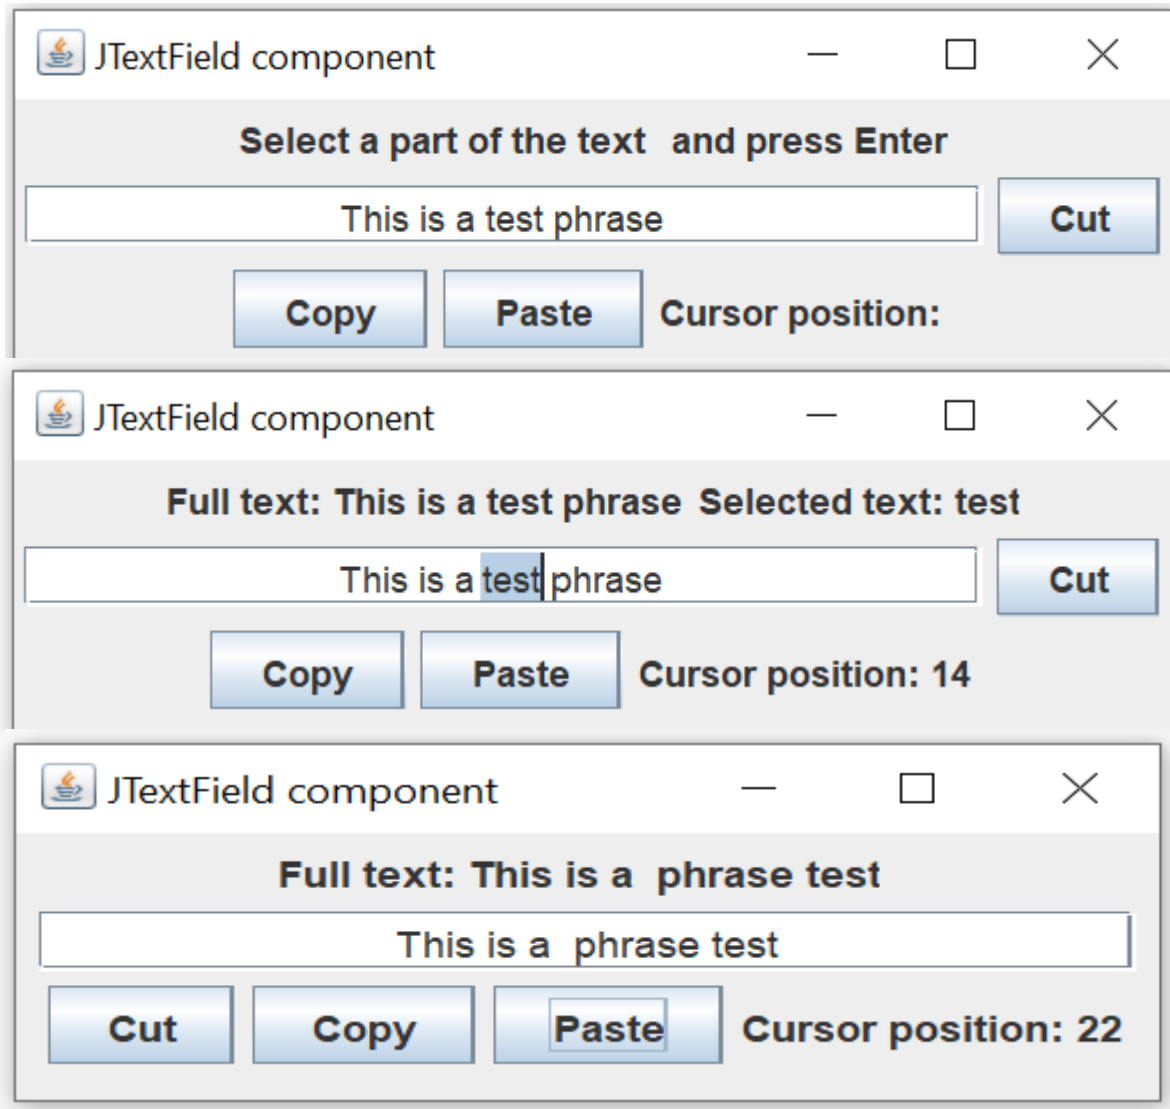 JTextField component
Select a part of the text  and press Enter
This is a test phrase
Cut
Copy Paste Cursor position:
JTextField component
Full text: This is a test phrase Selected text: test
This is a test phrase
Cut
Copy Paste Cursor position: 14
JTextField component
Full text: This is a  phrase test
This is a  phrase test
Cut Copy Paste Cursor position: 22